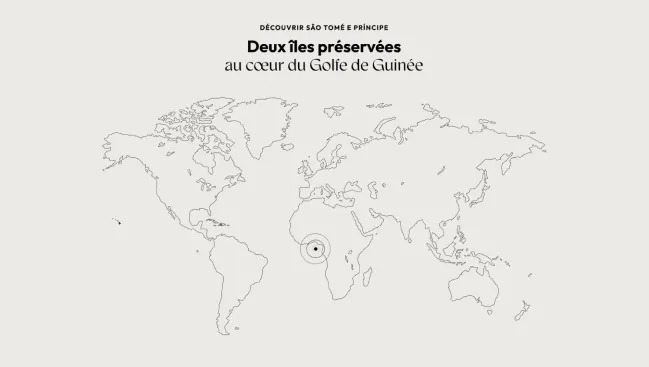 DÉCOUVRIR SÃO TOMÉ E PRÍNCIPE
Deux îles préservées
au cœur du Golfe de Guinée